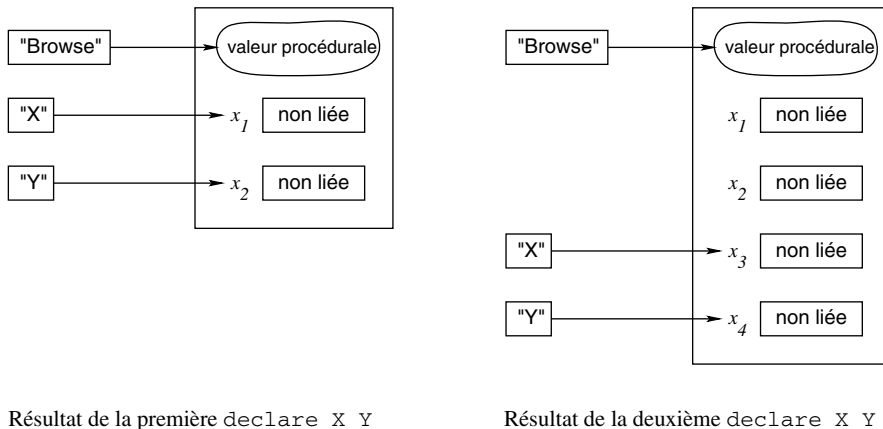 "Browse" valeur procédurale
"X" x1 non liée
"Y" x2 non liée
Résultat de la première declare X Y
"Browse" valeur procédurale
x1 non liée
x2 non liée
"X" x3 non liée
"Y" x4 non liée
Résultat de la deuxième declare X Y